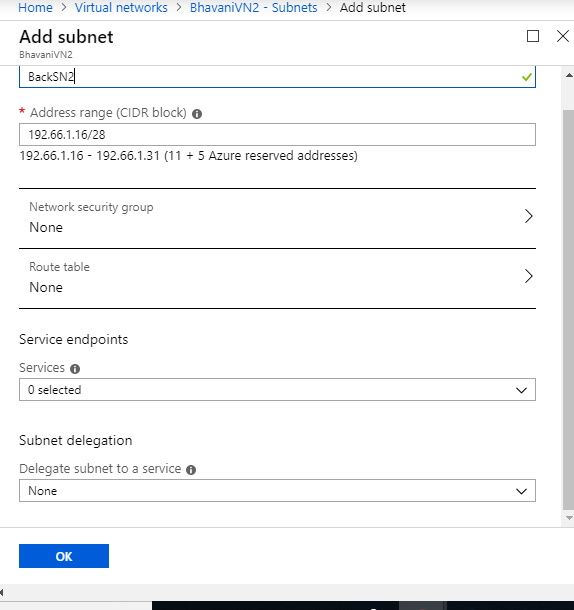 Home > Virtual networks > BhavaniVN2 - Subnets > Add subnet
Add subnet
BhavaniVN2
BackSN2
* Address range (CIDR block)
192.66.1.16/28
192.66.1.16 - 192.66.1.31 (11 + 5 Azure reserved addresses)
Network security group
None
Route table
None
Service endpoints
Services
0 selected
Subnet delegation
Delegate subnet to a service
None
OK